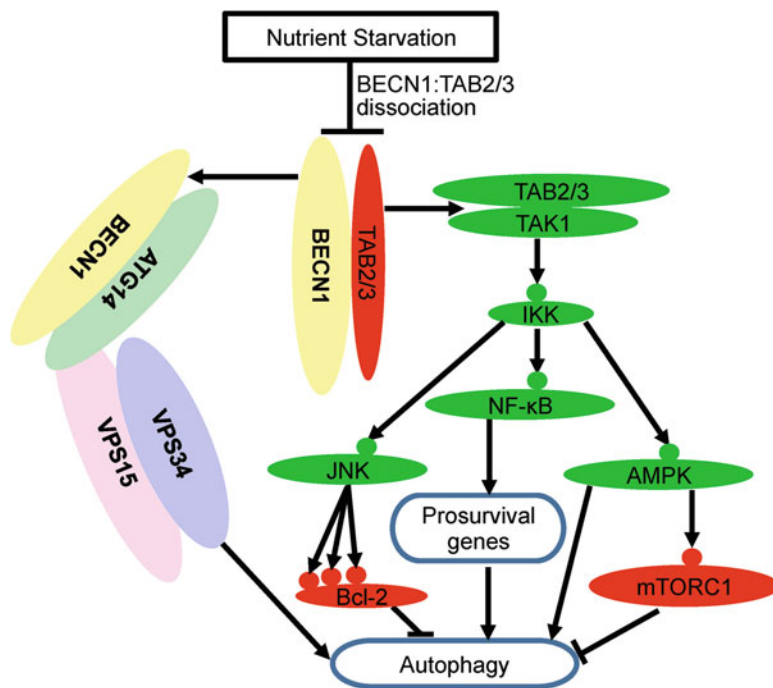 Nutrient Starvation
BECN1:TAB2/3
dissociation
BECN1
ATG14
BECN1
TAB2/3
TAB2/3
TAK1
IKK
NF-κB
VPS15
VPS34
JNK
AMPK
Prosurvival
genes
Bcl-2
mTORC1
Autophagy